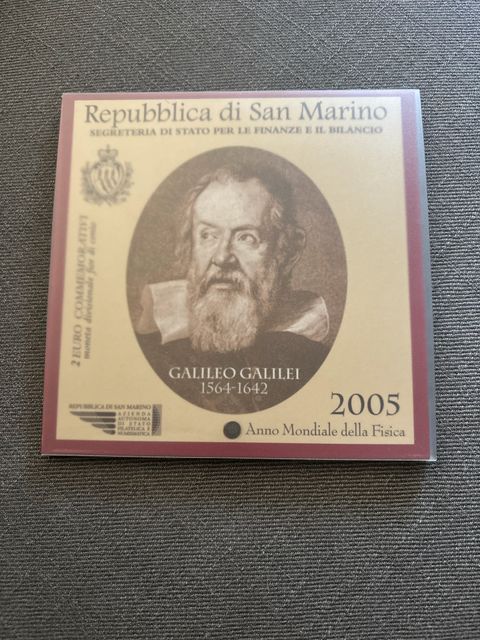 Repubblica di San Marino
SEGRETERIA DI STATO PER LE FINANZE E IL BILANCIO
2 EURO COMMEMORATIVI
moneta divisionale fior di conio
GALILEO GALILEI
1564-1642
REPUBBLICA DI SAN MARINO
AZIENDA
AUTONOMA
DI STATO
FILATELICA E
NUMISMATICA
2005
Anno Mondiale della Fisica